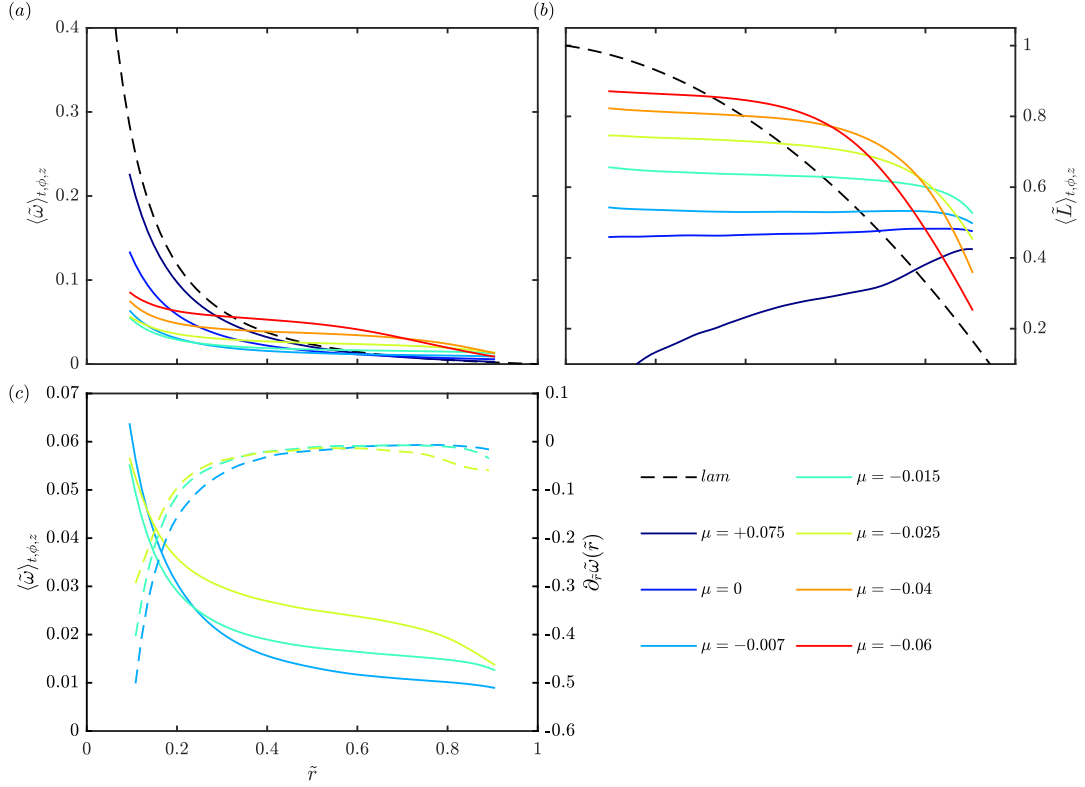 (a)
0.4
0.3
0.2
0.1
0
⟨ω̃⟩t,ϕ,z
(b)
1
0.8
0.6
0.4
0.2
⟨L̃⟩t,ϕ,z
(c)
0.07
0.06
0.05
0.04
0.03
0.02
0.01
0
⟨ω̃⟩t,ϕ,z
0 0.2 0.4 0.6 0.8 1
r̃
0.1
0
-0.1
-0.2
-0.3
-0.4
-0.5
-0.6
∂r̃ω̃(r̃)
lam
μ = +0.075
μ = 0
μ = −0.007
μ = −0.015
μ = −0.025
μ = −0.04
μ = −0.06